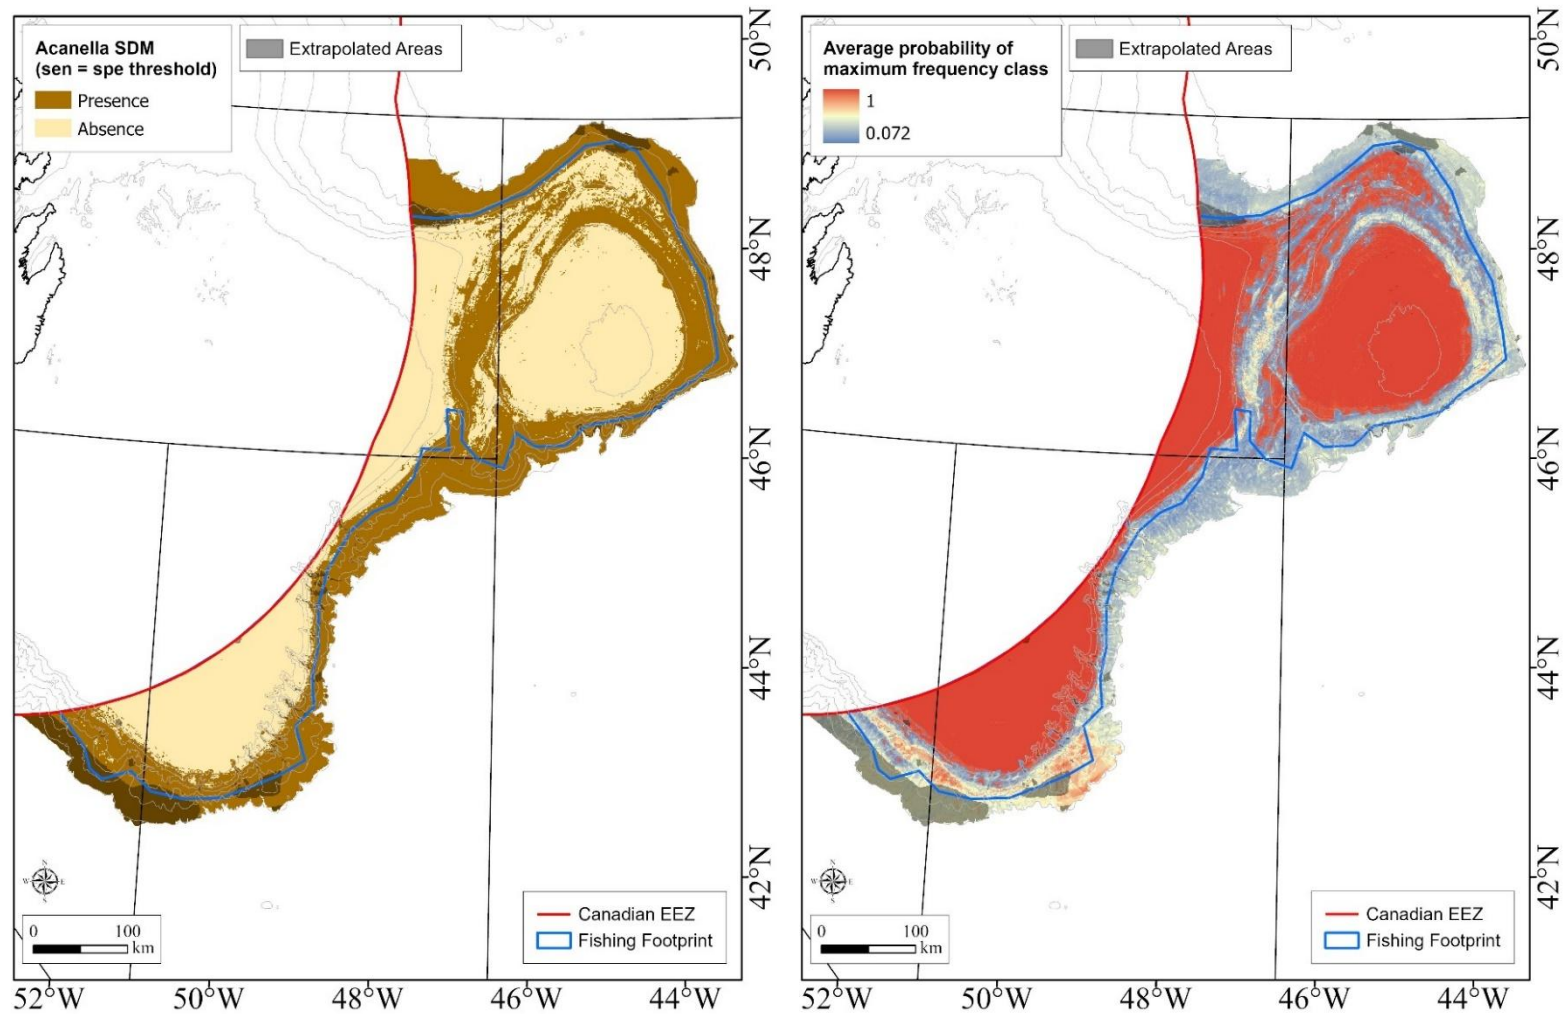 Acanella SDM
(sen = spe threshold)
Presence
Absence
Extrapolated Areas
50°N
48°N
46°N
44°N
42°N
N
W E
S
0 100
km
Canadian EEZ
Fishing Footprint
52°W 50°W 48°W 46°W 44°W
Average probability of
maximum frequency class
1
0.072
Extrapolated Areas
50°N
48°N
46°N
44°N
42°N
N
W E
S
0 100
km
Canadian EEZ
Fishing Footprint
52°W 50°W 48°W 46°W 44°W